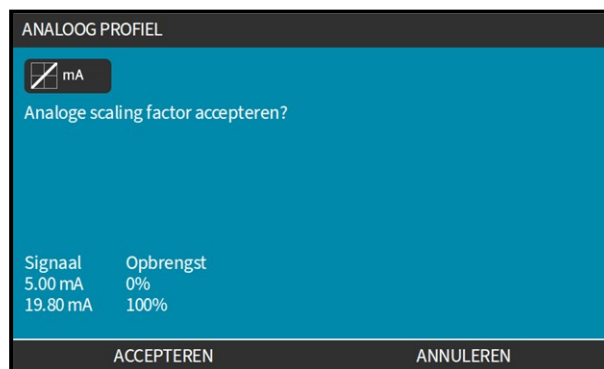 ANALOOG PROFIEL
mA
Analoge scaling factor accepteren?
Signaal Opbrengst
5.00 mA 0%
19.80 mA 100%
ACCEPTEREN ANNULEREN